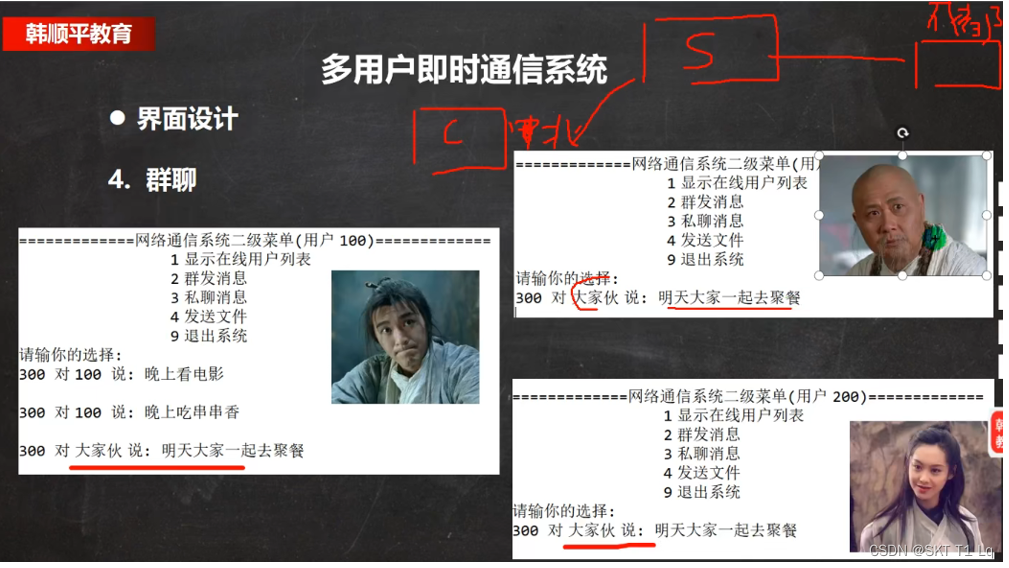 韩顺平教育
多用户即时通信系统
● 界面设计
4. 群聊
S
C
=============网络通信系统二级菜单(用户 100)=============
1 显示在线用户列表
2 群发消息
3 私聊消息
4 发送文件
9 退出系统
请输你的选择:
300 对 100 说: 晚上看电影
300 对 100 说: 晚上吃串串香
300 对 大家伙 说: 明天大家一起去聚餐
=============网络通信系统二级菜单(用
1 显示在线用户列表
2 群发消息
3 私聊消息
4 发送文件
9 退出系统
请输你的选择:
300 对 大家伙 说: 明天大家一起去聚餐
=============网络通信系统二级菜单(用户 200)=============
1 显示在线用户列表
2 群发消息
3 私聊消息
4 发送文件
9 退出系统
请输你的选择:
300 对 大家伙 说: 明天大家一起去聚餐
韩
教
CSDN @SKT T1 Lq